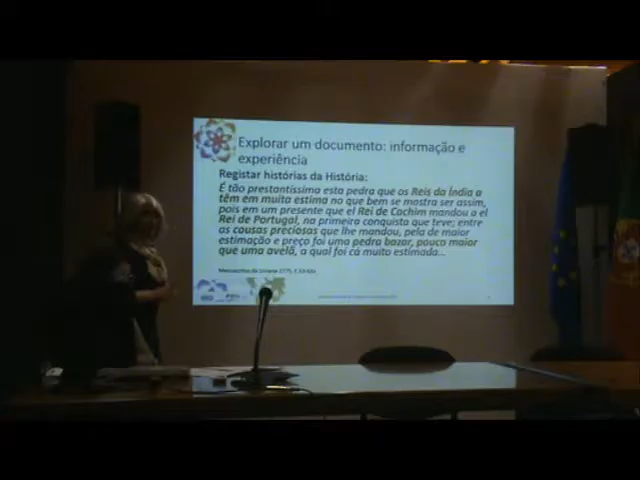 Explorar um documento: informação e
experiência
Registar histórias da História:
É tão prestantíssima esta pedra que os Reis da Índia a
têm em muita estima no que bem se mostra ser assim,
pois em um presente que el Rei de Cochim mandou a el
Rei de Portugal, na primeira conquista que teve; entre
as cousas preciosas que lhe mandou, pela de maior
estimação e preço foi uma pedra bazar, pouco maior
que uma avelã, a qual foi cá muito estimada...